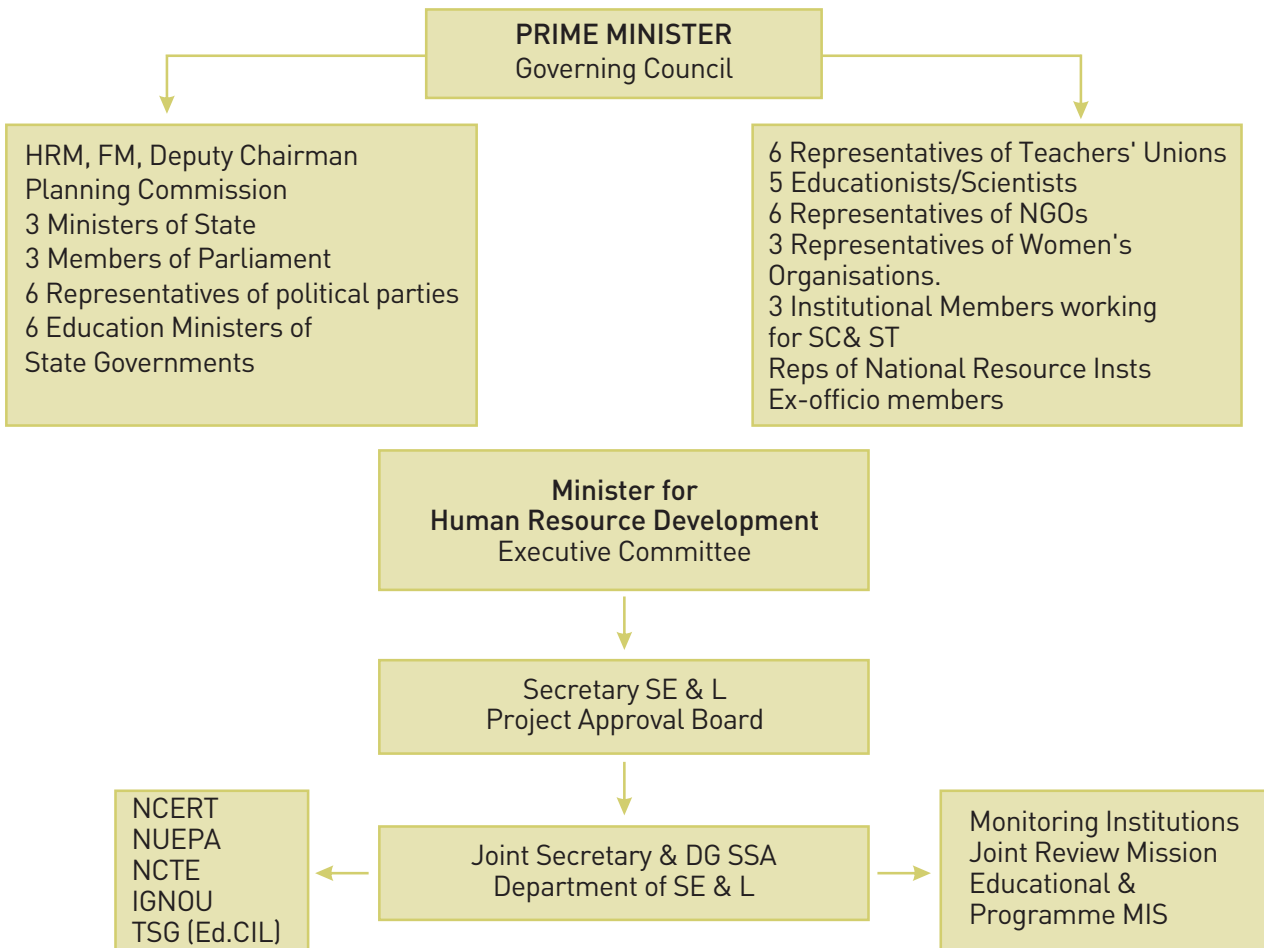 PRIME MINISTER
Governing Council
HRM, FM, Deputy Chairman
Planning Commission
3 Ministers of State
3 Members of Parliament
6 Representatives of political parties
6 Education Ministers of
State Governments
6 Representatives of Teachers' Unions
5 Educationists/Scientists
6 Representatives of NGOs
3 Representatives of Women's
Organisations.
3 Institutional Members working
for SC& ST
Reps of National Resource Insts
Ex-officio members
Minister for
Human Resource Development
Executive Committee
Secretary SE & L
Project Approval Board
NCERT
NUEPA
NCTE
IGNOU
TSG (Ed.CIL)
Joint Secretary & DG SSA
Department of SE & L
Monitoring Institutions
Joint Review Mission
Educational &
Programme MIS